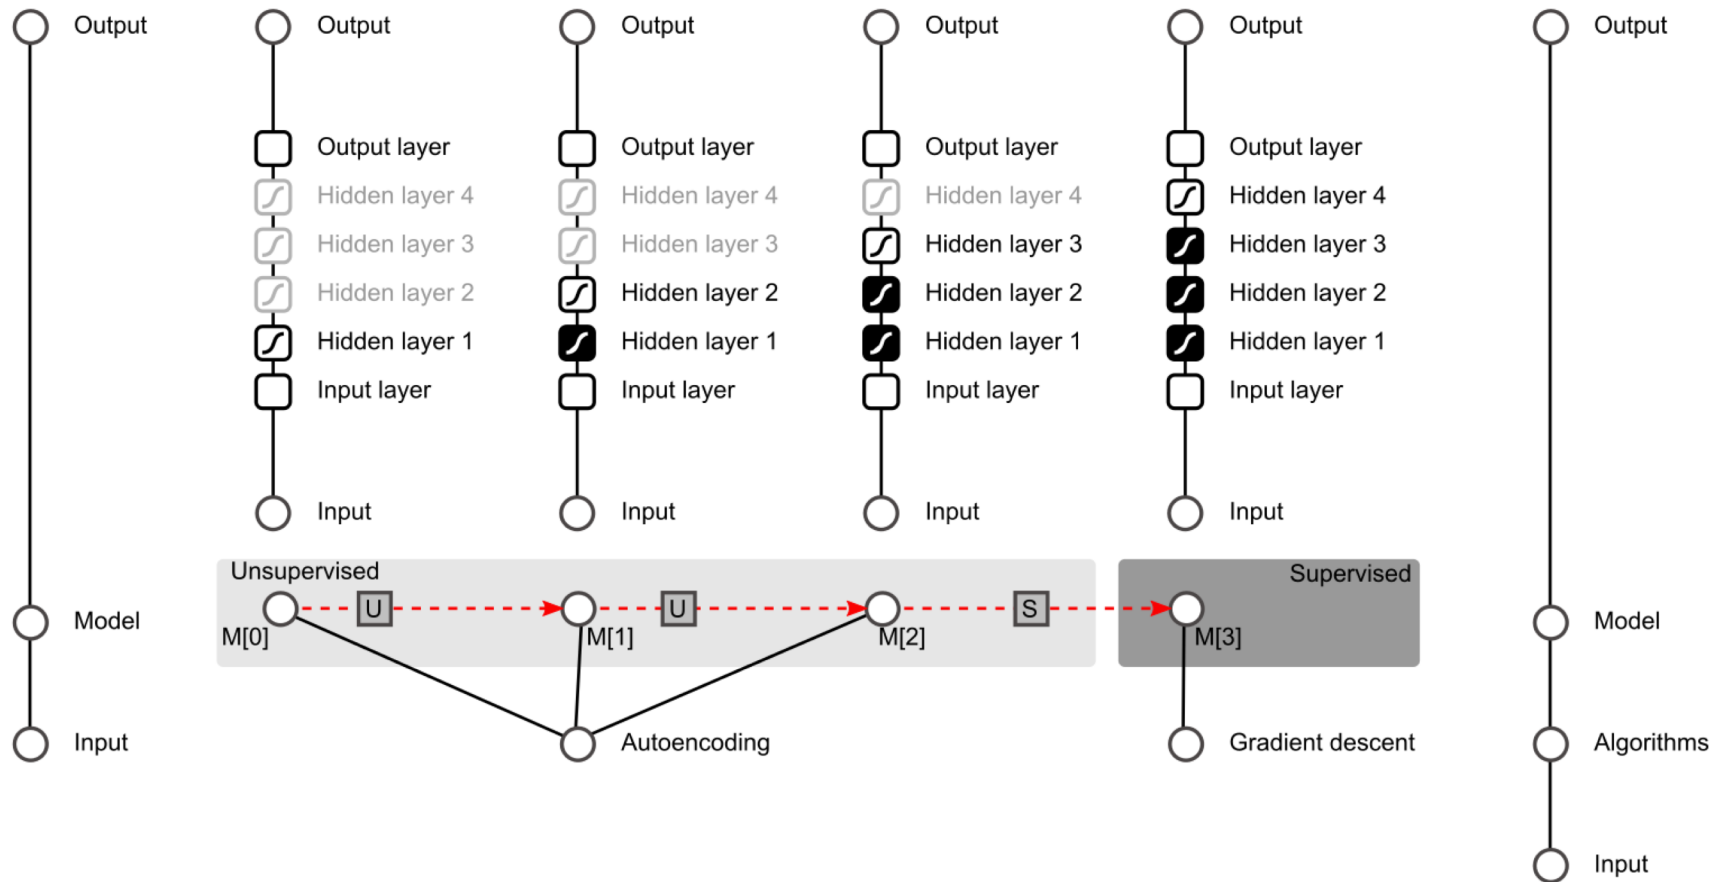 Output
Output
Output
Output
Output
Output
Output layer
Output layer
Output layer
Output layer
Hidden layer 4
Hidden layer 4
Hidden layer 4
Hidden layer 4
Hidden layer 3
Hidden layer 3
Hidden layer 3
Hidden layer 3
Hidden layer 2
Hidden layer 2
Hidden layer 2
Hidden layer 2
Hidden layer 1
Hidden layer 1
Hidden layer 1
Hidden layer 1
Input layer
Input layer
Input layer
Input layer
Input
Input
Input
Input
Unsupervised
Supervised
U
U
S
Model
M[0]
M[1]
M[2]
M[3]
Model
Input
Autoencoding
Gradient descent
Algorithms
Input